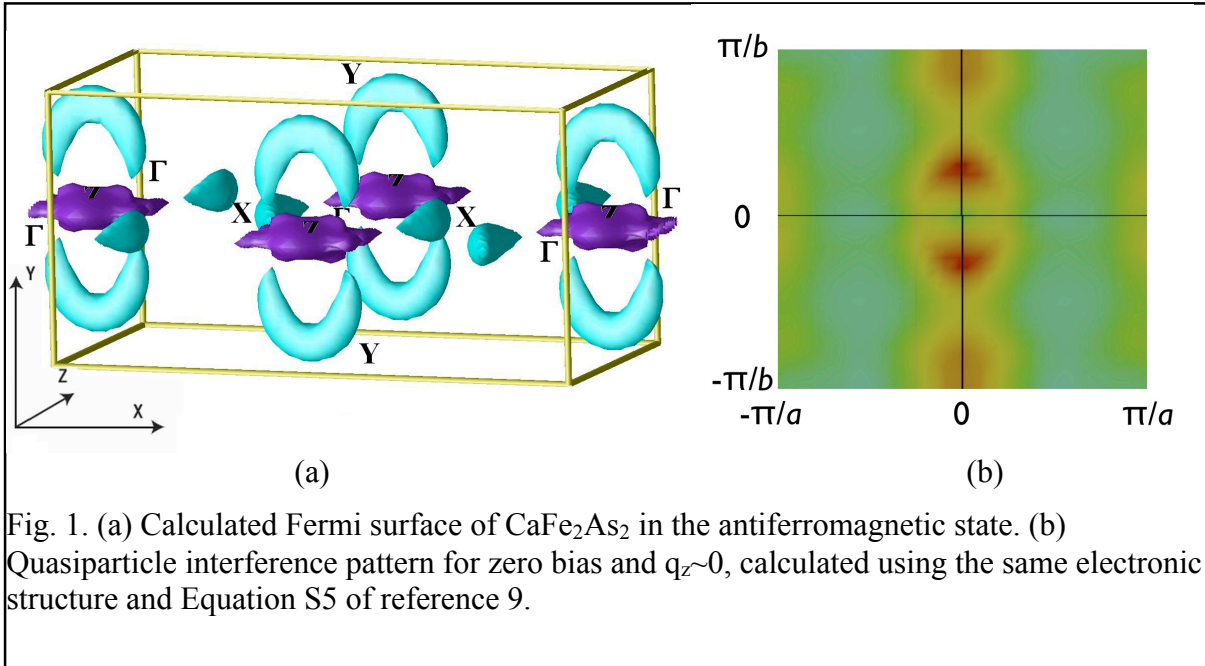 Y
Γ
Z
Γ
X
Z
Γ
Z
X
Γ
Z
Γ
Y
Y
Z
X
(a)
π/b
0
-π/b
-π/a
0
π/a
(b)
Fig. 1. (a) Calculated Fermi surface of CaFe₂As₂ in the antiferromagnetic state. (b)
Quasiparticle interference pattern for zero bias and q_z~0, calculated using the same electronic
structure and Equation S5 of reference 9.